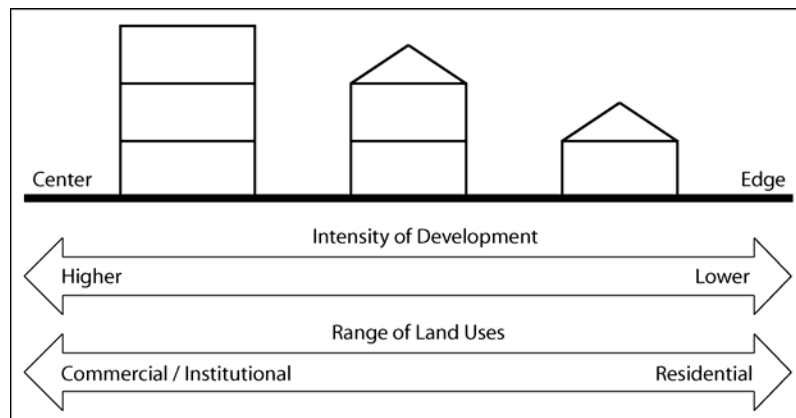 Center
Edge
Intensity of Development
Higher
Lower
Range of Land Uses
Commercial / Institutional
Residential